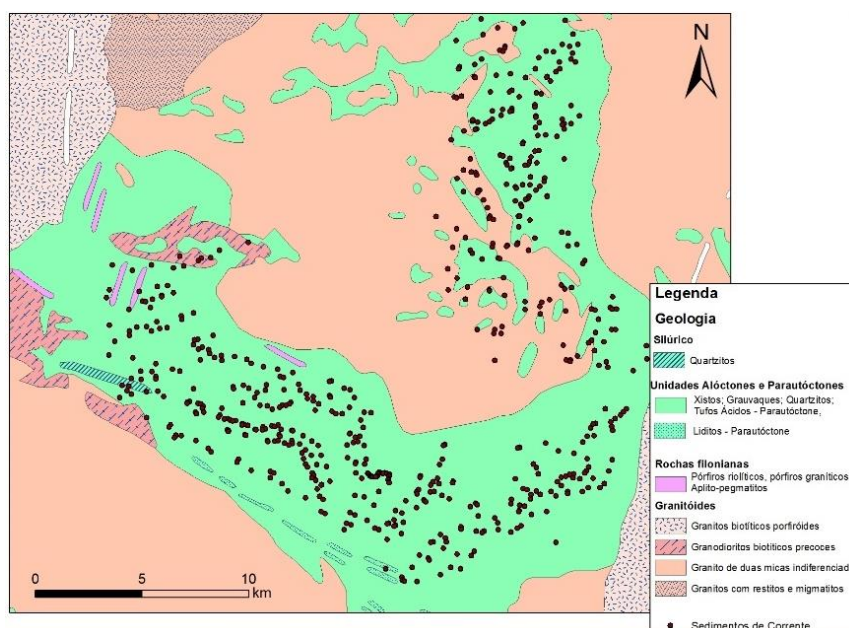 N
0 5 10
km
Legenda
Geologia
Silúrico
Quartzitos
Unidades Alóctones e Parautóctones
Xistos; Grauvaques; Quartzitos;
Tufos Ácidos - Parautóctone,
Liditos - Parautóctone
Rochas filonianas
Pórfiros riolíticos, pórfiros graníticos
Aplito-pegmatitos
Granitóides
Granitos biotíticos porfiróides
Granodioritos biotíticos precoces
Granito de duas micas indiferenciad
Granitos com restitos e migmatitos
Sedimentos de Corrente